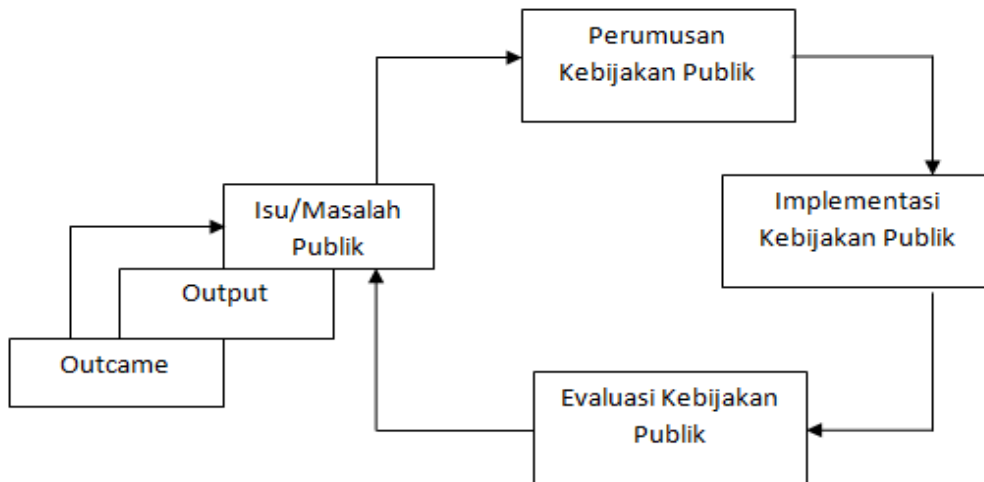 Perumusan
Kebijakan Publik
Isu/Masalah
Publik
Implementasi
Kebijakan Publik
Output
Outcame
Evaluasi Kebijakan
Publik